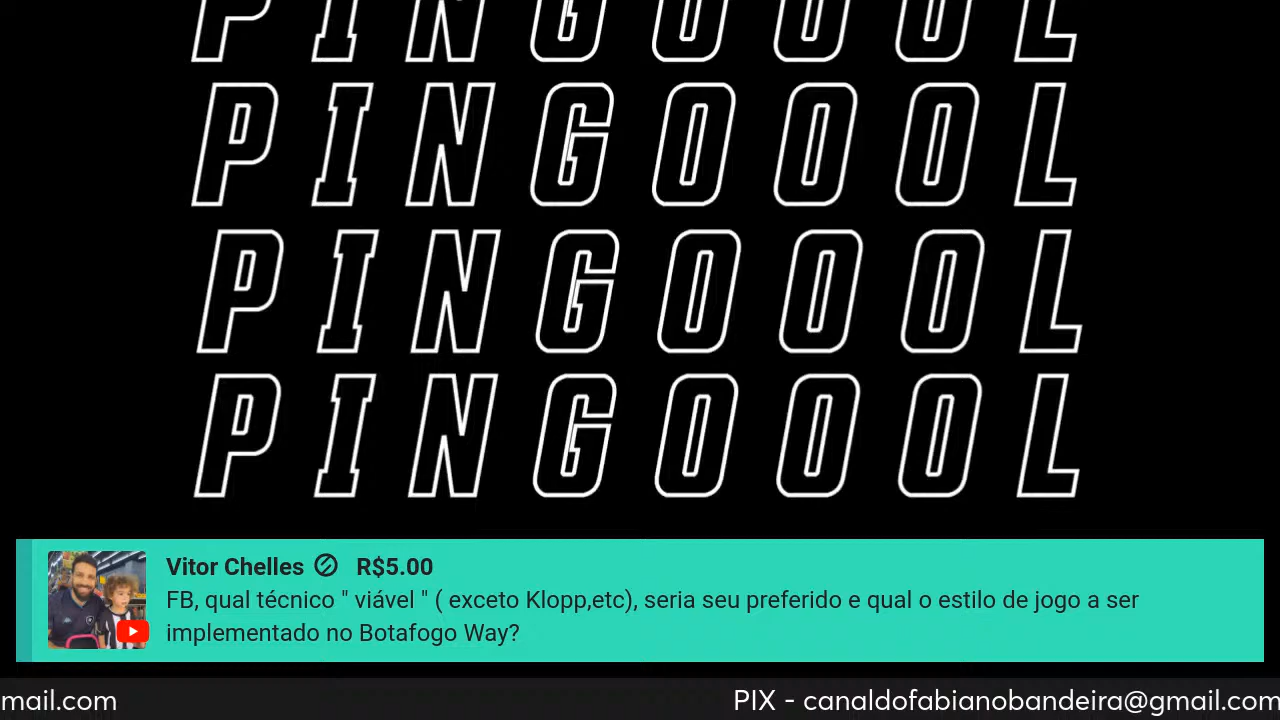 PINGOOOL
PINGOOOL
PINGOOOL
PINGOOOL
Vitor Chelles R$5.00
FB, qual técnico " viável " ( exceto Klopp,etc), seria seu preferido e qual o estilo de jogo a ser
implementado no Botafogo Way?
mail.com PIX - canaldofabianobandeira@gmail.com